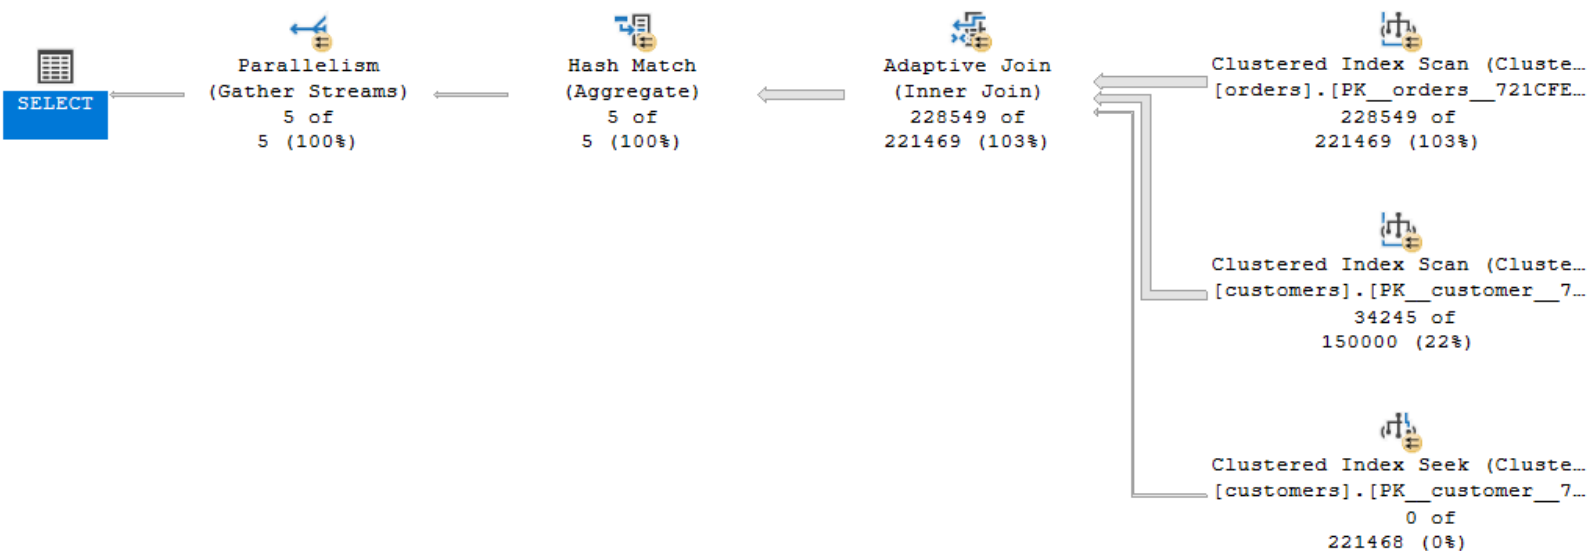 SELECT
Parallelism
(Gather Streams)
5 of
5 (100%)
Hash Match
(Aggregate)
5 of
5 (100%)
Adaptive Join
(Inner Join)
228549 of
221469 (103%)
Clustered Index Scan (Cluste…
[orders].[PK__orders__721CFE…
228549 of
221469 (103%)
Clustered Index Scan (Cluste…
[customers].[PK__customer__7…
34245 of
150000 (22%)
Clustered Index Seek (Cluste…
[customers].[PK__customer__7…
0 of
221468 (0%)